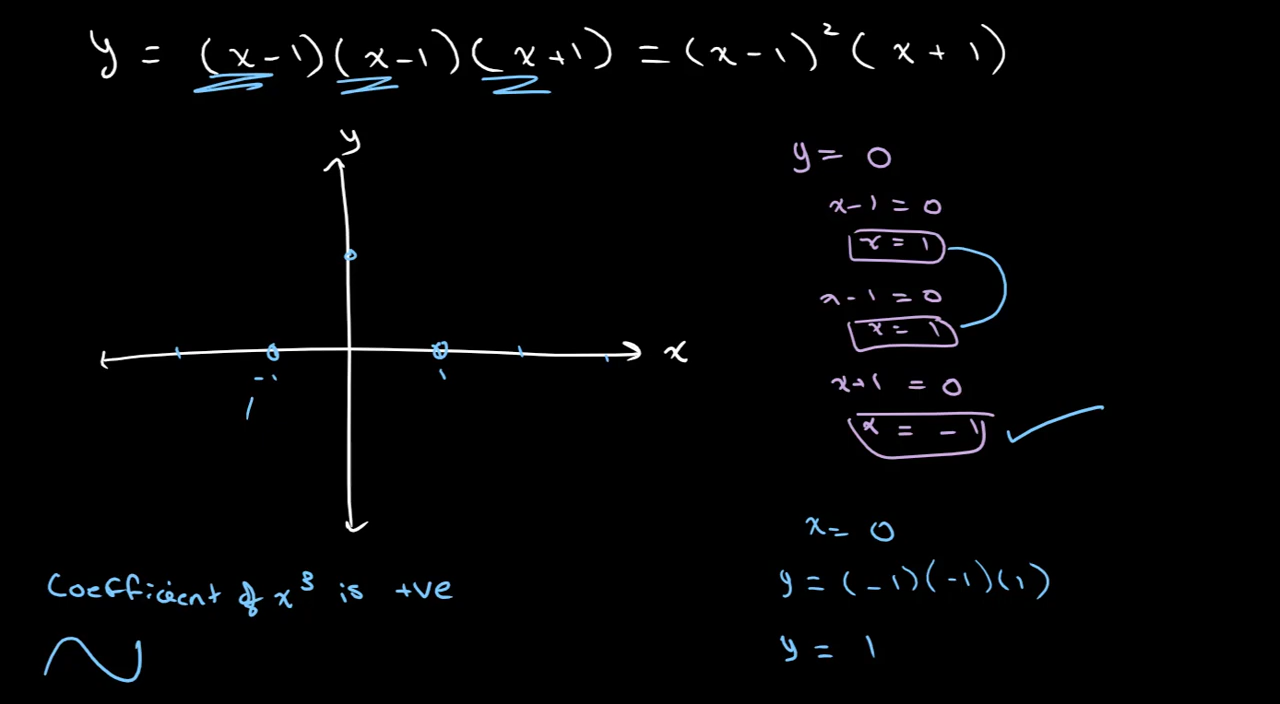 y = (x-1)(x-1)(x+1) = (x-1)²(x+1)
y
x
-1
1
y = 0
x-1 = 0
x = 1
x-1 = 0
x = 1
x+1 = 0
x = -1
x = 0
y = (-1)(-1)(1)
y = 1
Coefficient of x³ is +ve